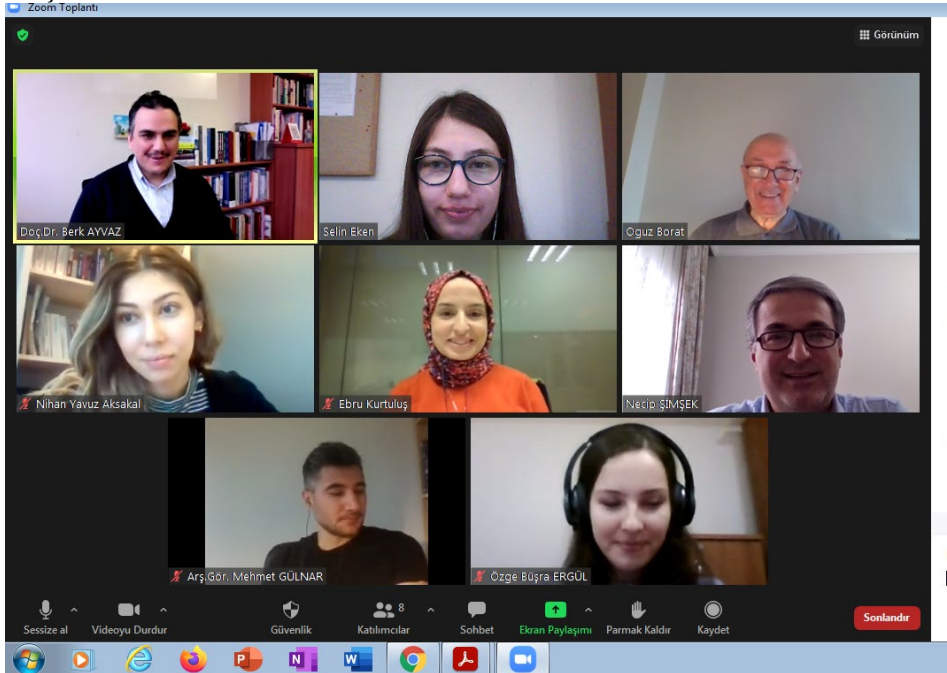 Zoom Toplantı
Görünüm
Doç.Dr. Berk AYVAZ
Selin Eken
Oguz Borat
Nihan Yavuz Aksakal
Ebru Kurtuluş
Necip ŞİMŞEK
Arş.Gör. Mehmet GÜLNAR
Özge Büşra ERGÜL
8
Sessize al
Videoyu Durdur
Güvenlik
Katılımcılar
Sohbet
Ekran Paylaşımı
Parmak Kaldır
Kaydet
Sonlandır